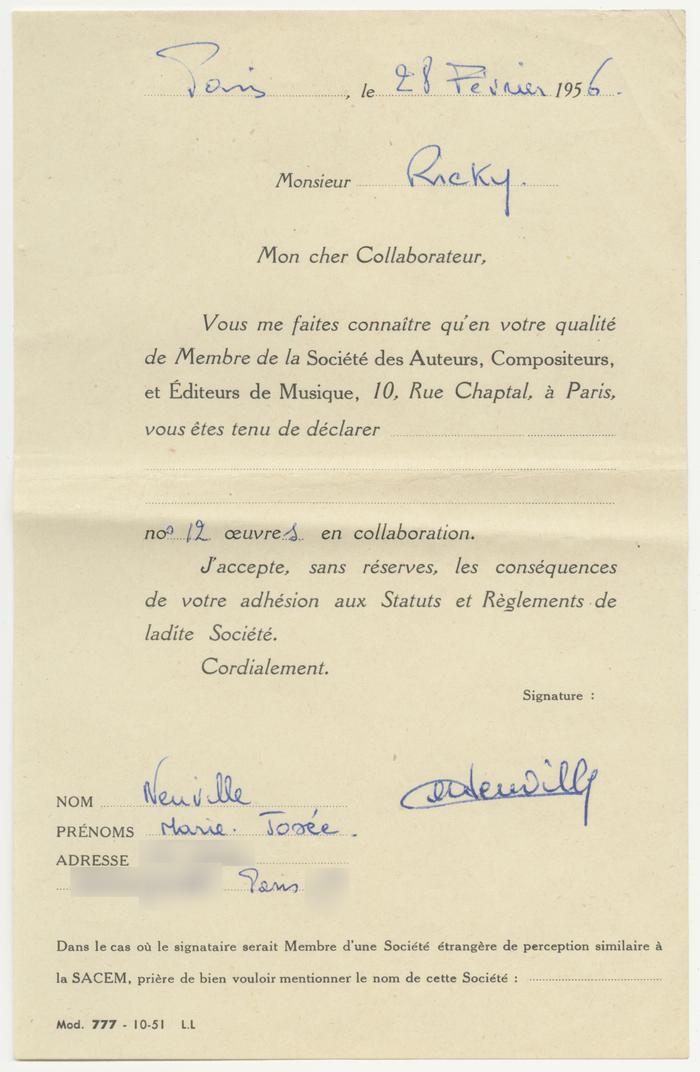 Paris, le 28 Février 1956.
Monsieur Ricky.
Mon cher Collaborateur,
Vous me faites connaître qu'en votre qualité
de Membre de la Société des Auteurs, Compositeurs,
et Éditeurs de Musique, 10, Rue Chaptal, à Paris,
vous êtes tenu de déclarer
nos 12 œuvres en collaboration.
J'accepte, sans réserves, les conséquences
de votre adhésion aux Statuts et Règlements de
ladite Société.
Cordialement.
Signature :
NOM Neuville
PRÉNOMS Marie. Josée.
ADRESSE
Paris
Dans le cas où le signataire serait Membre d'une Société étrangère de perception similaire à
la SACEM, prière de bien vouloir mentionner le nom de cette Société :
Mod. 777 - 10-51 L.L